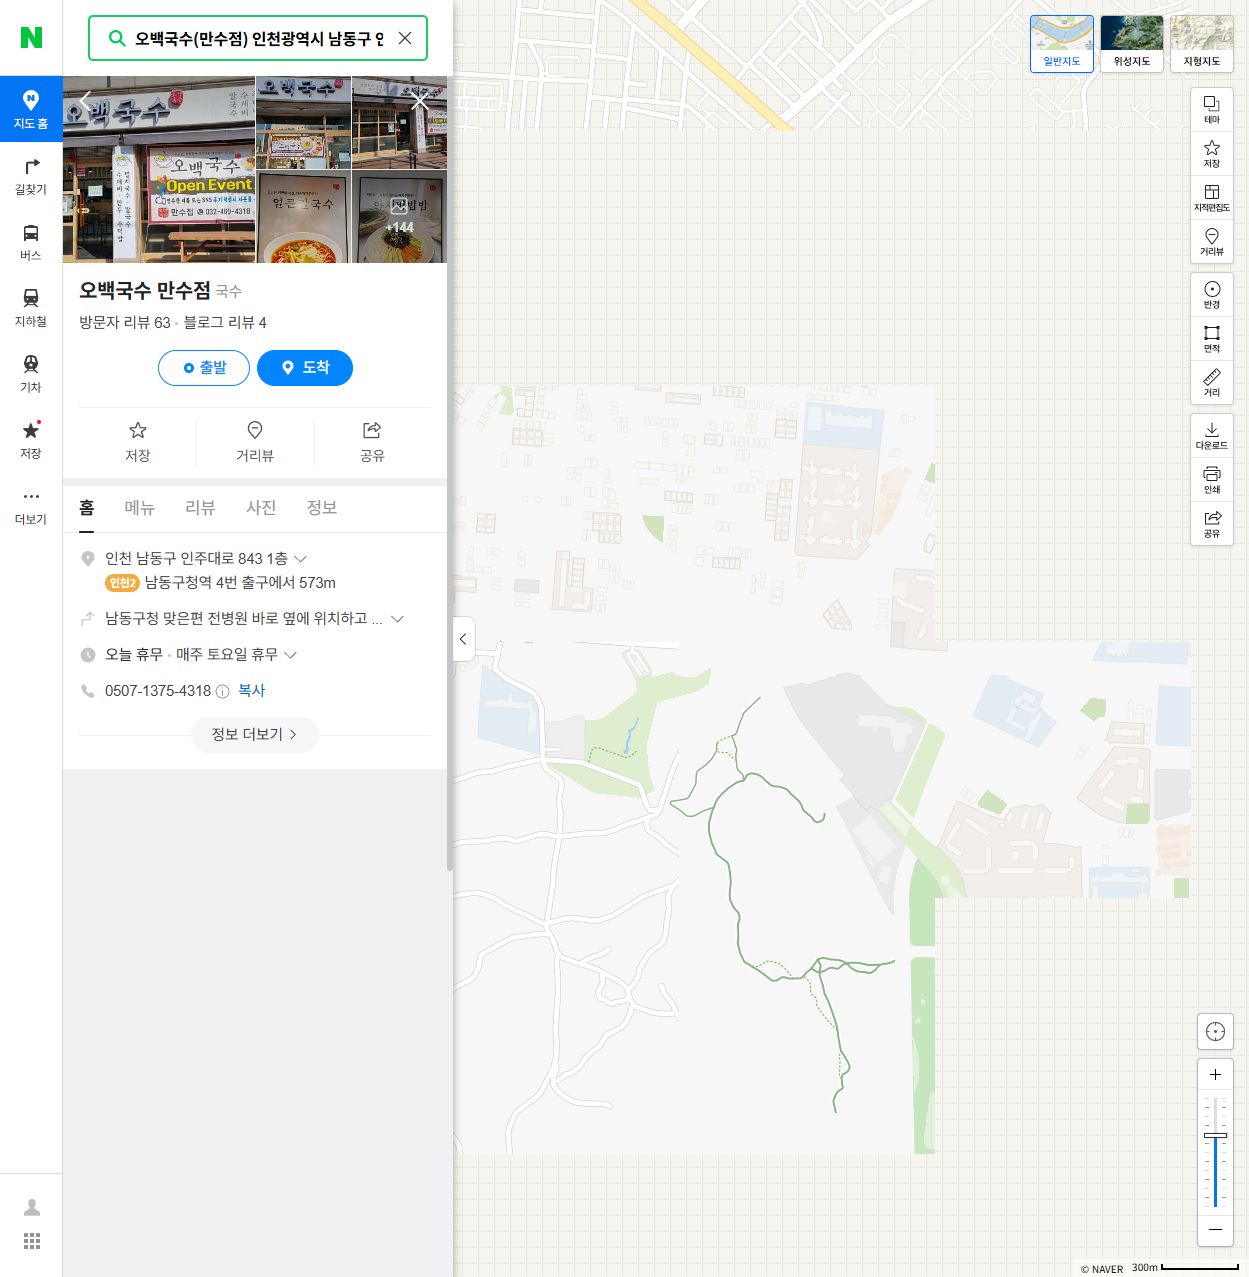 오백국수(만수점) 인천광역시 남동구 인
일반지도
위성지도
지형지도
지도 홈
길찾기
버스
지하철
기차
저장
더보기
테마
저장
지적편집도
거리뷰
반경
면적
거리
다운로드
인쇄
공유
오백국수
오백국수
Open Event
만수점 032-469-4318
얼큰칼국수
+144
오백국수 만수점 국수
방문자 리뷰 63 · 블로그 리뷰 4
출발
도착
저장
거리뷰
공유
홈 메뉴 리뷰 사진 정보
인천 남동구 인주대로 843 1층
인천2 남동구청역 4번 출구에서 573m
남동구청 맞은편 전병원 바로 옆에 위치하고 ...
오늘 휴무 · 매주 토요일 휴무
0507-1375-4318 복사
정보 더보기
© NAVER 300m